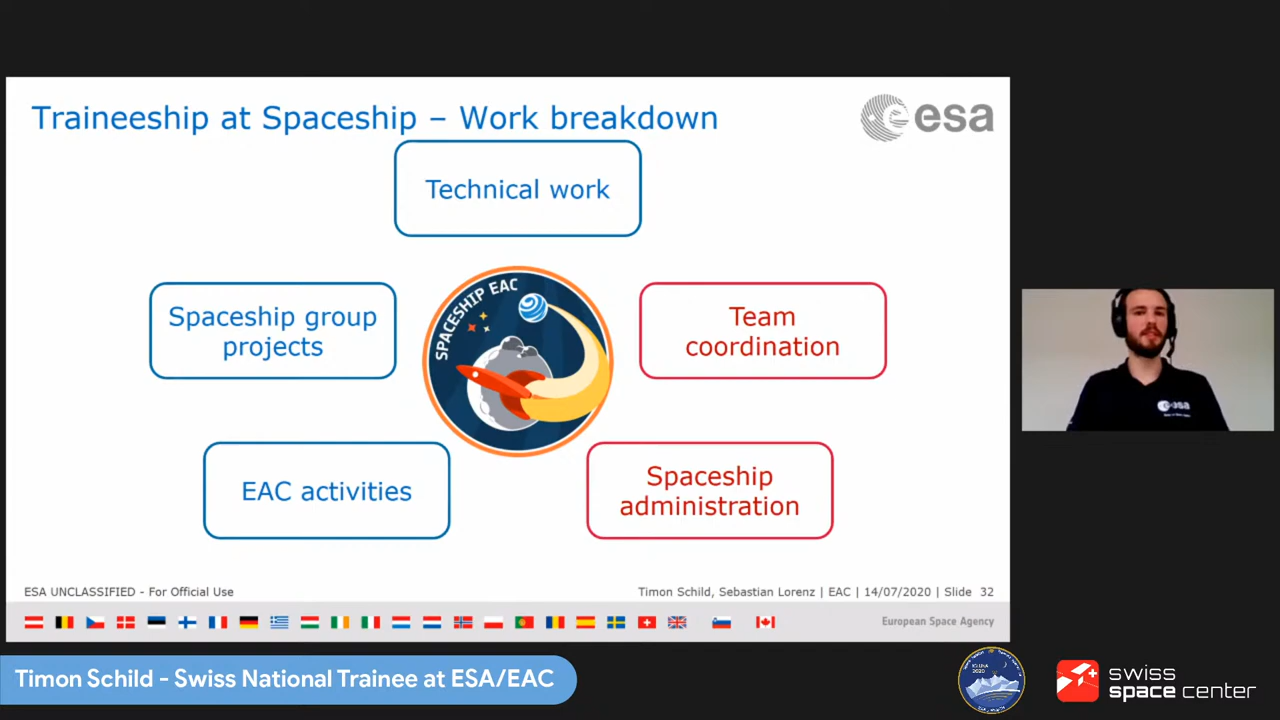 Traineeship at Spaceship – Work breakdown
esa
Technical work
Spaceship group
projects
SPACESHIP EAC
Team
coordination
EAC activities
Spaceship
administration
esa
ESA UNCLASSIFIED - For Official Use
Timon Schild, Sebastian Lorenz | EAC | 14/07/2020 | Slide 32
European Space Agency
Timon Schild - Swiss National Trainee at ESA/EAC
swiss
space center